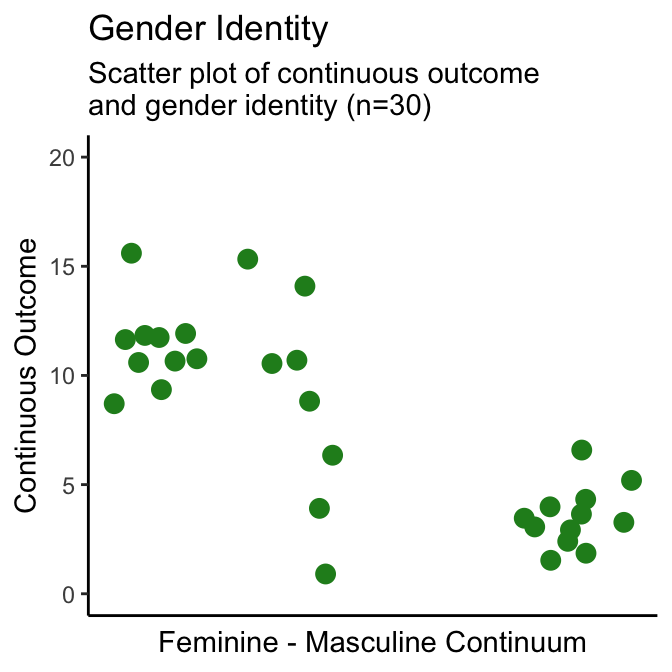 Gender Identity
Scatter plot of continuous outcome
and gender identity (n=30)
20
15
10
5
0
Continuous Outcome
Feminine - Masculine Continuum